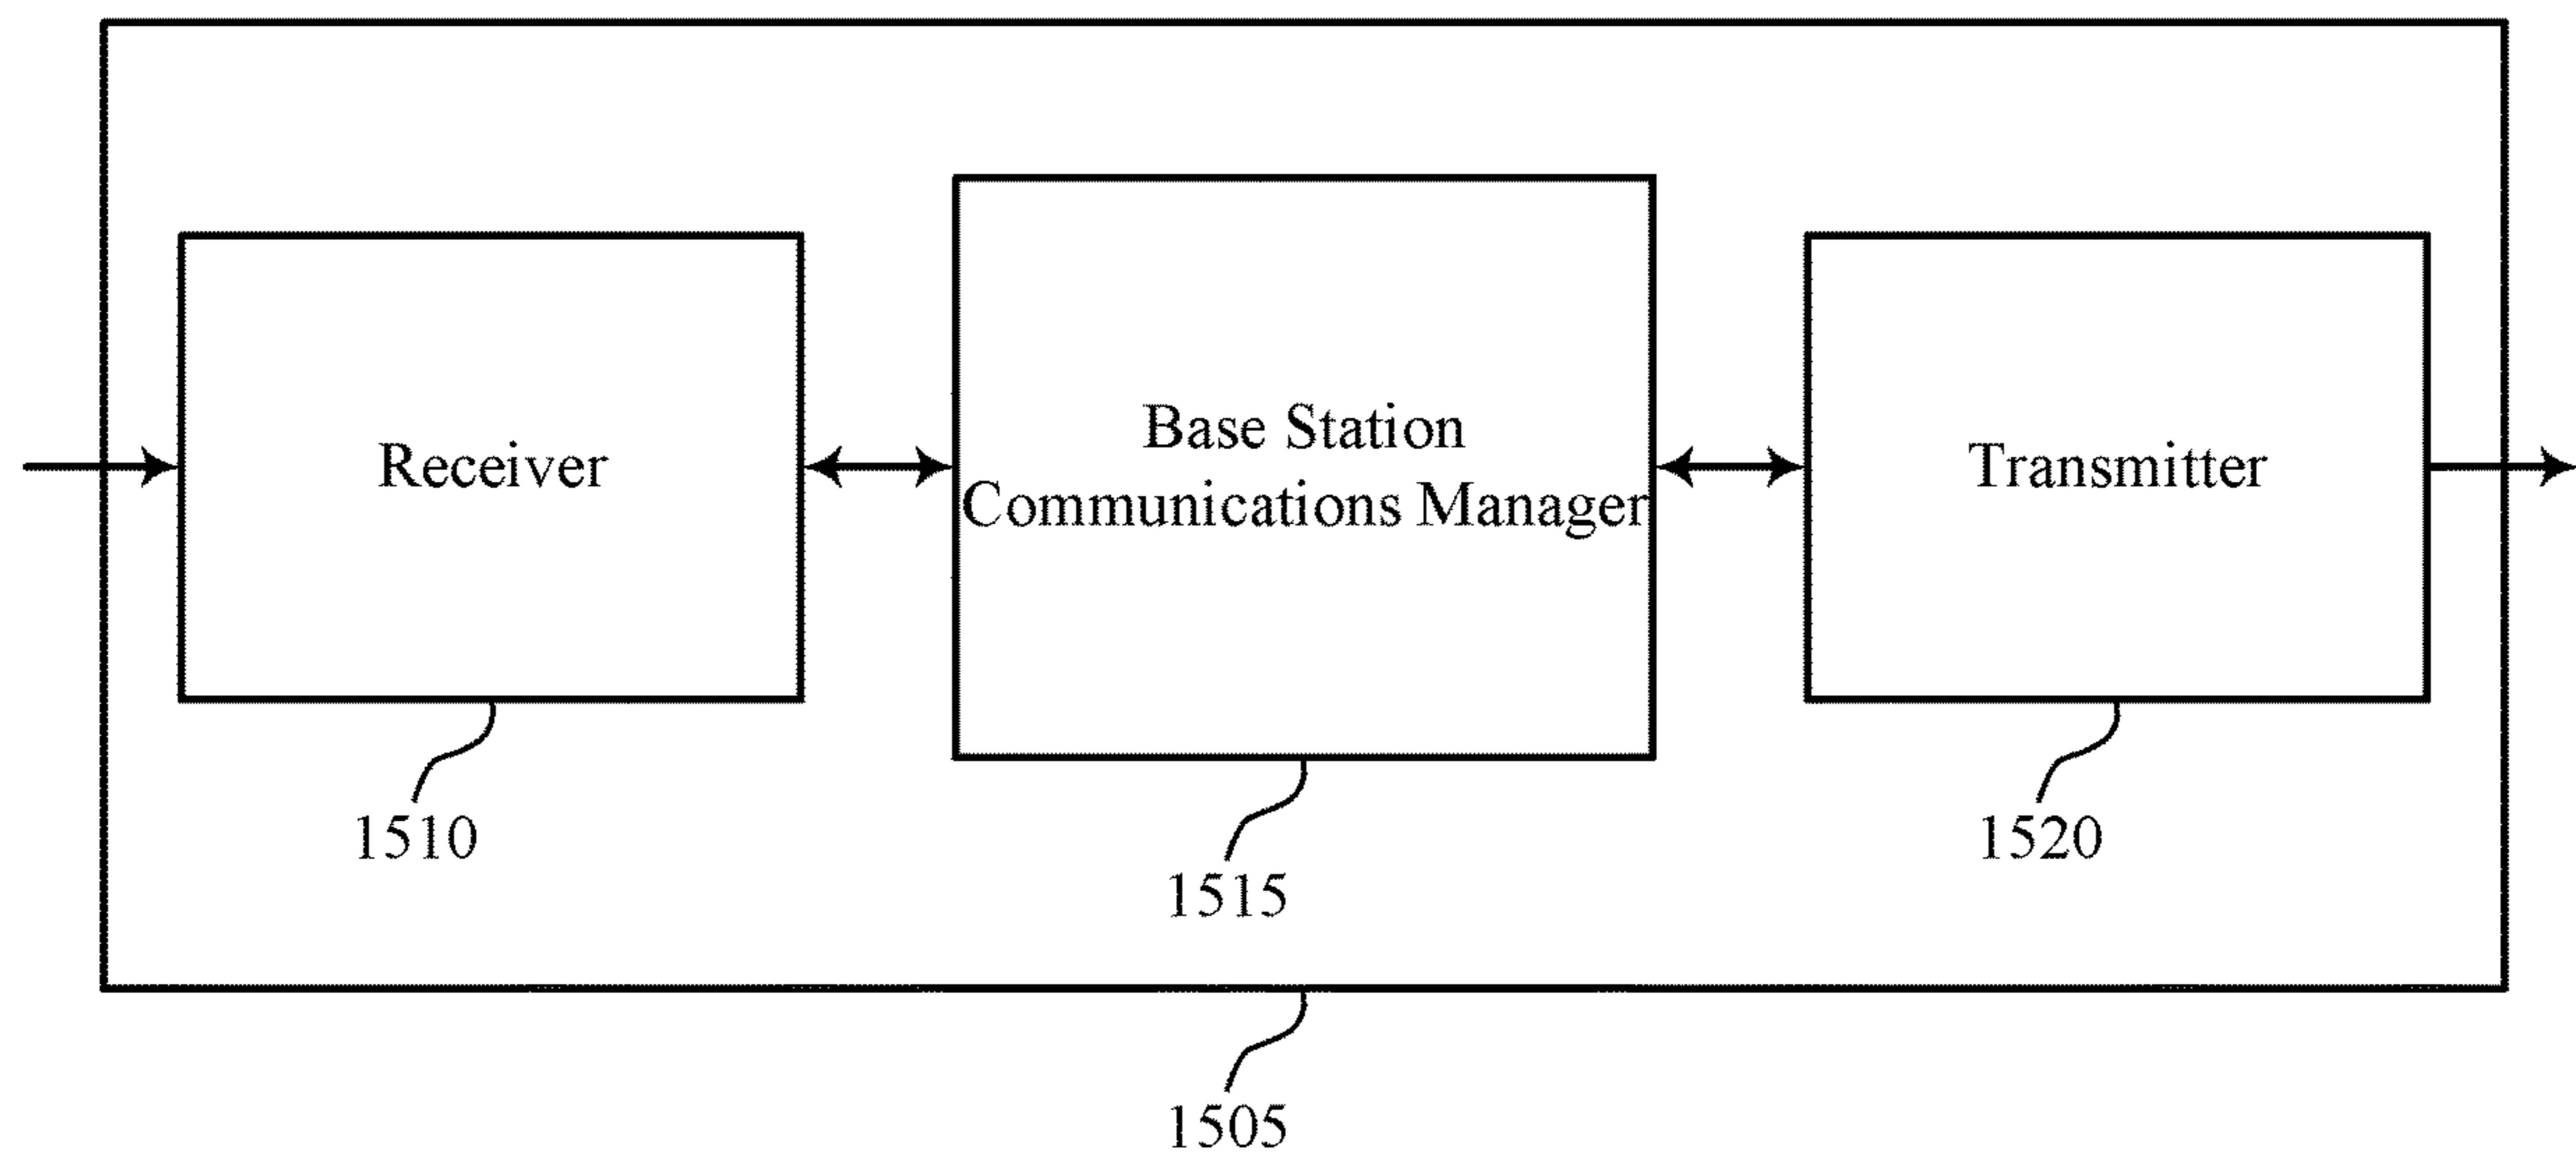 Receiver
Base Station
Communications Manager
Transmitter
1510
1515
1520
1505